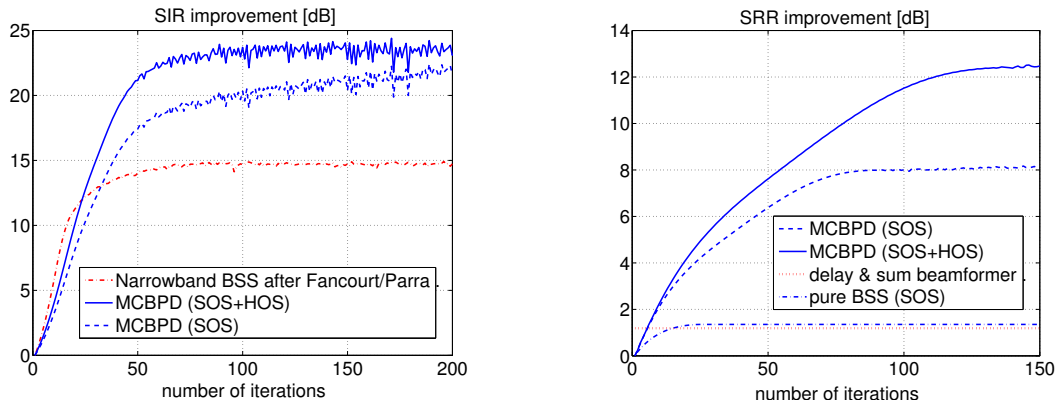 SIR improvement [dB]
25
20
15
10
5
0
0
50
100
150
200
number of iterations
Narrowband BSS after Fancourt/Parra .
MCBPD (SOS+HOS)
MCBPD (SOS)
SRR improvement [dB]
14
12
10
8
6
4
2
0
0
50
100
150
number of iterations
MCBPD (SOS)
MCBPD (SOS+HOS)
delay & sum beamformer .
pure BSS (SOS)